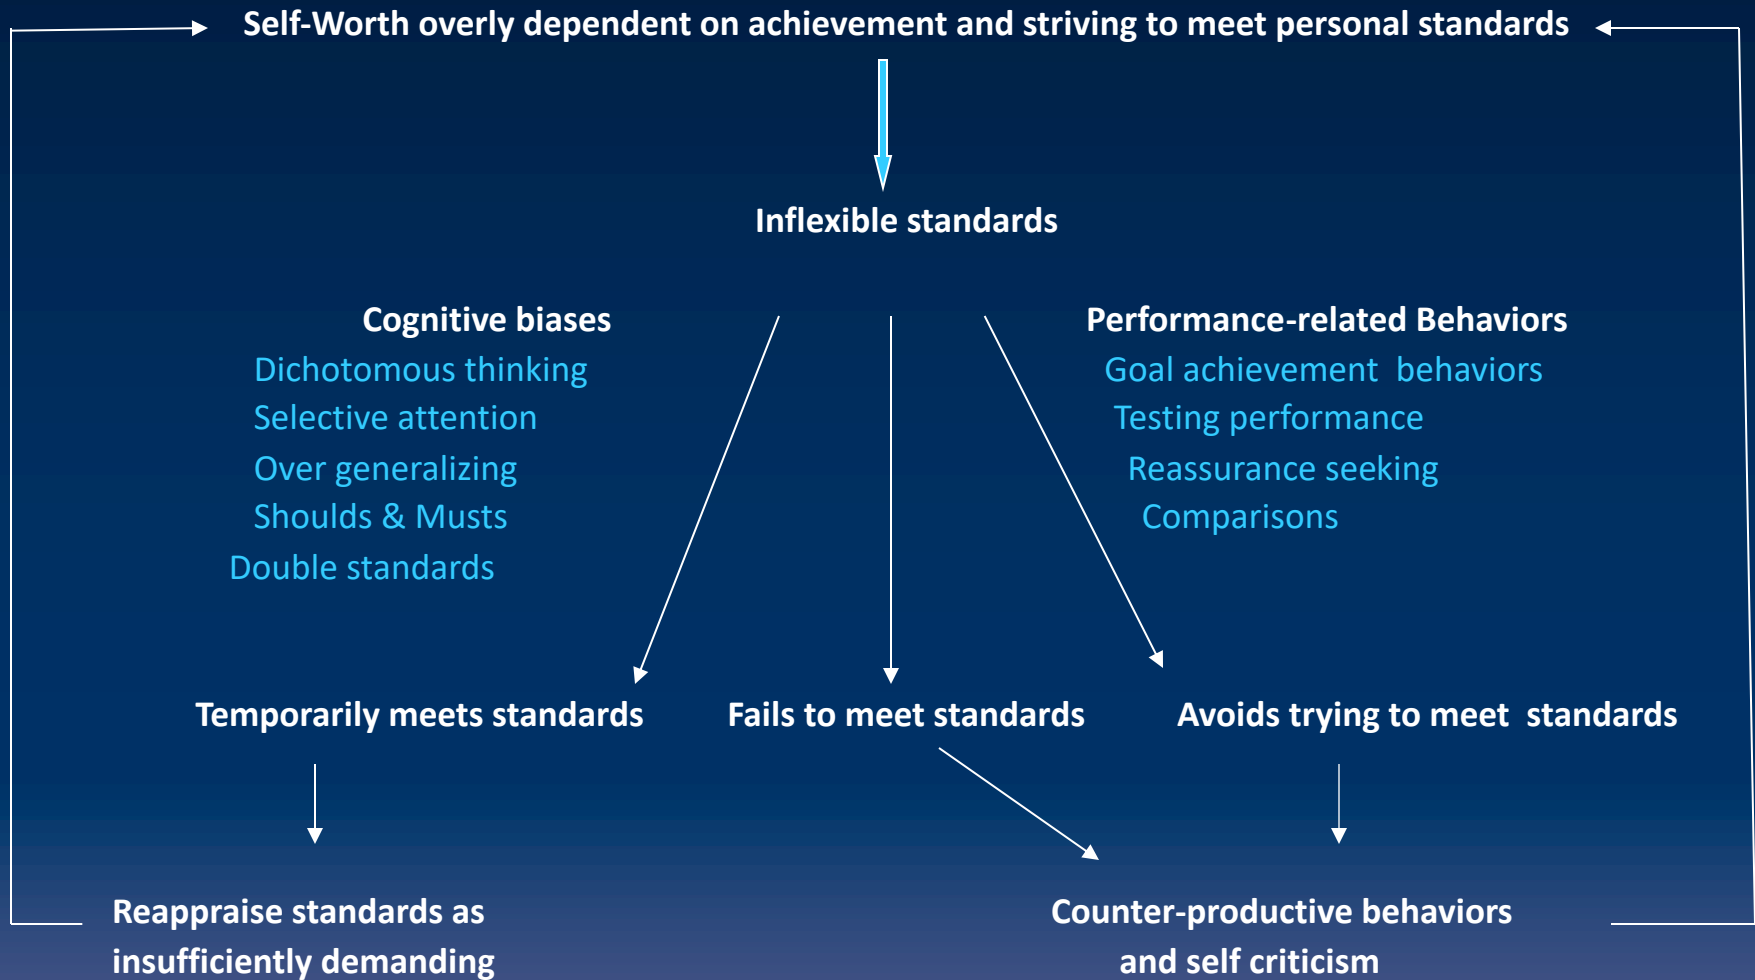 Self-Worth overly dependent on achievement and striving to meet personal standards
Inflexible standards
Cognitive biases
Dichotomous thinking
Selective attention
Over generalizing
Shoulds & Musts
Double standards
Performance-related Behaviors
Goal achievement  behaviors
Testing performance
Reassurance seeking
Comparisons
Temporarily meets standards
Fails to meet standards
Avoids trying to meet  standards
Reappraise standards as
insufficiently demanding
Counter-productive behaviors
and self criticism